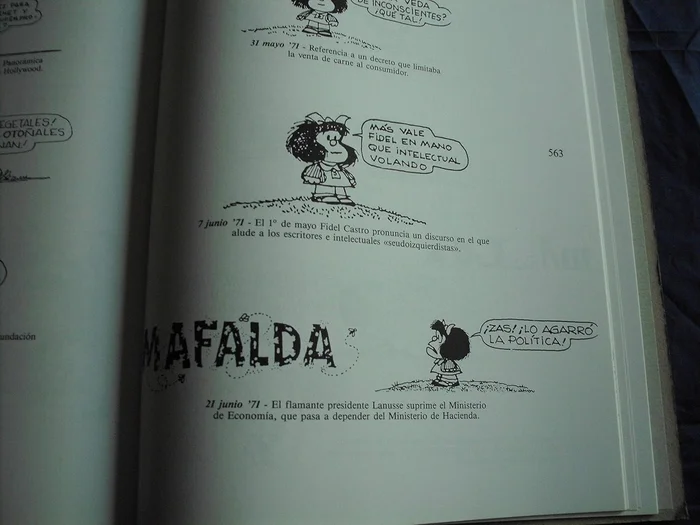 Panorámica
Hollywood.
EGETALES!
OTOÑALES
undación
VEDA
DE INCONSCIENTES?
¿QUE TAL!
31 mayo '71 - Referencia a un decreto que limitaba
la venta de carne al consumidor.
MÁS VALE
FIDEL EN MANO
QUE INTELECTUAL
VOLANDO
563
7 junio '71 - El 1º de mayo Fidel Castro pronuncia un discurso en el que
alude a los escritores e intelectuales «seudoizquierdistas».
MAFALDA
¡ZAS! ¡LO AGARRÓ
LA POLÍTICA!
21 junio '71 - El flamante presidente Lanusse suprime el Ministerio
de Economía, que pasa a depender del Ministerio de Hacienda.